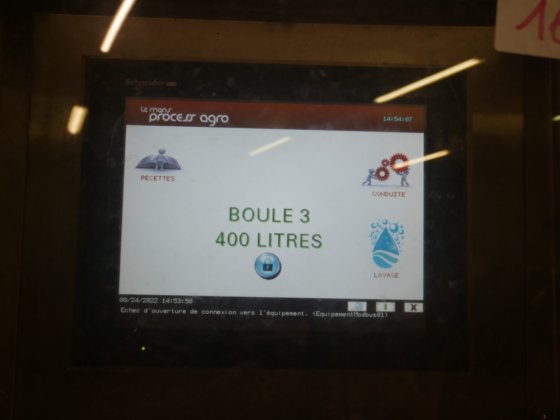 Schneider
Le mans
process agro
14:54:07
RECETTES
CONDUITE
BOULE 3
400 LITRES
LAVAGE
08/24/2022 14:53:50
X
Echec d'ouverture de connexion vers l'équipement. (EquipementModbus01)